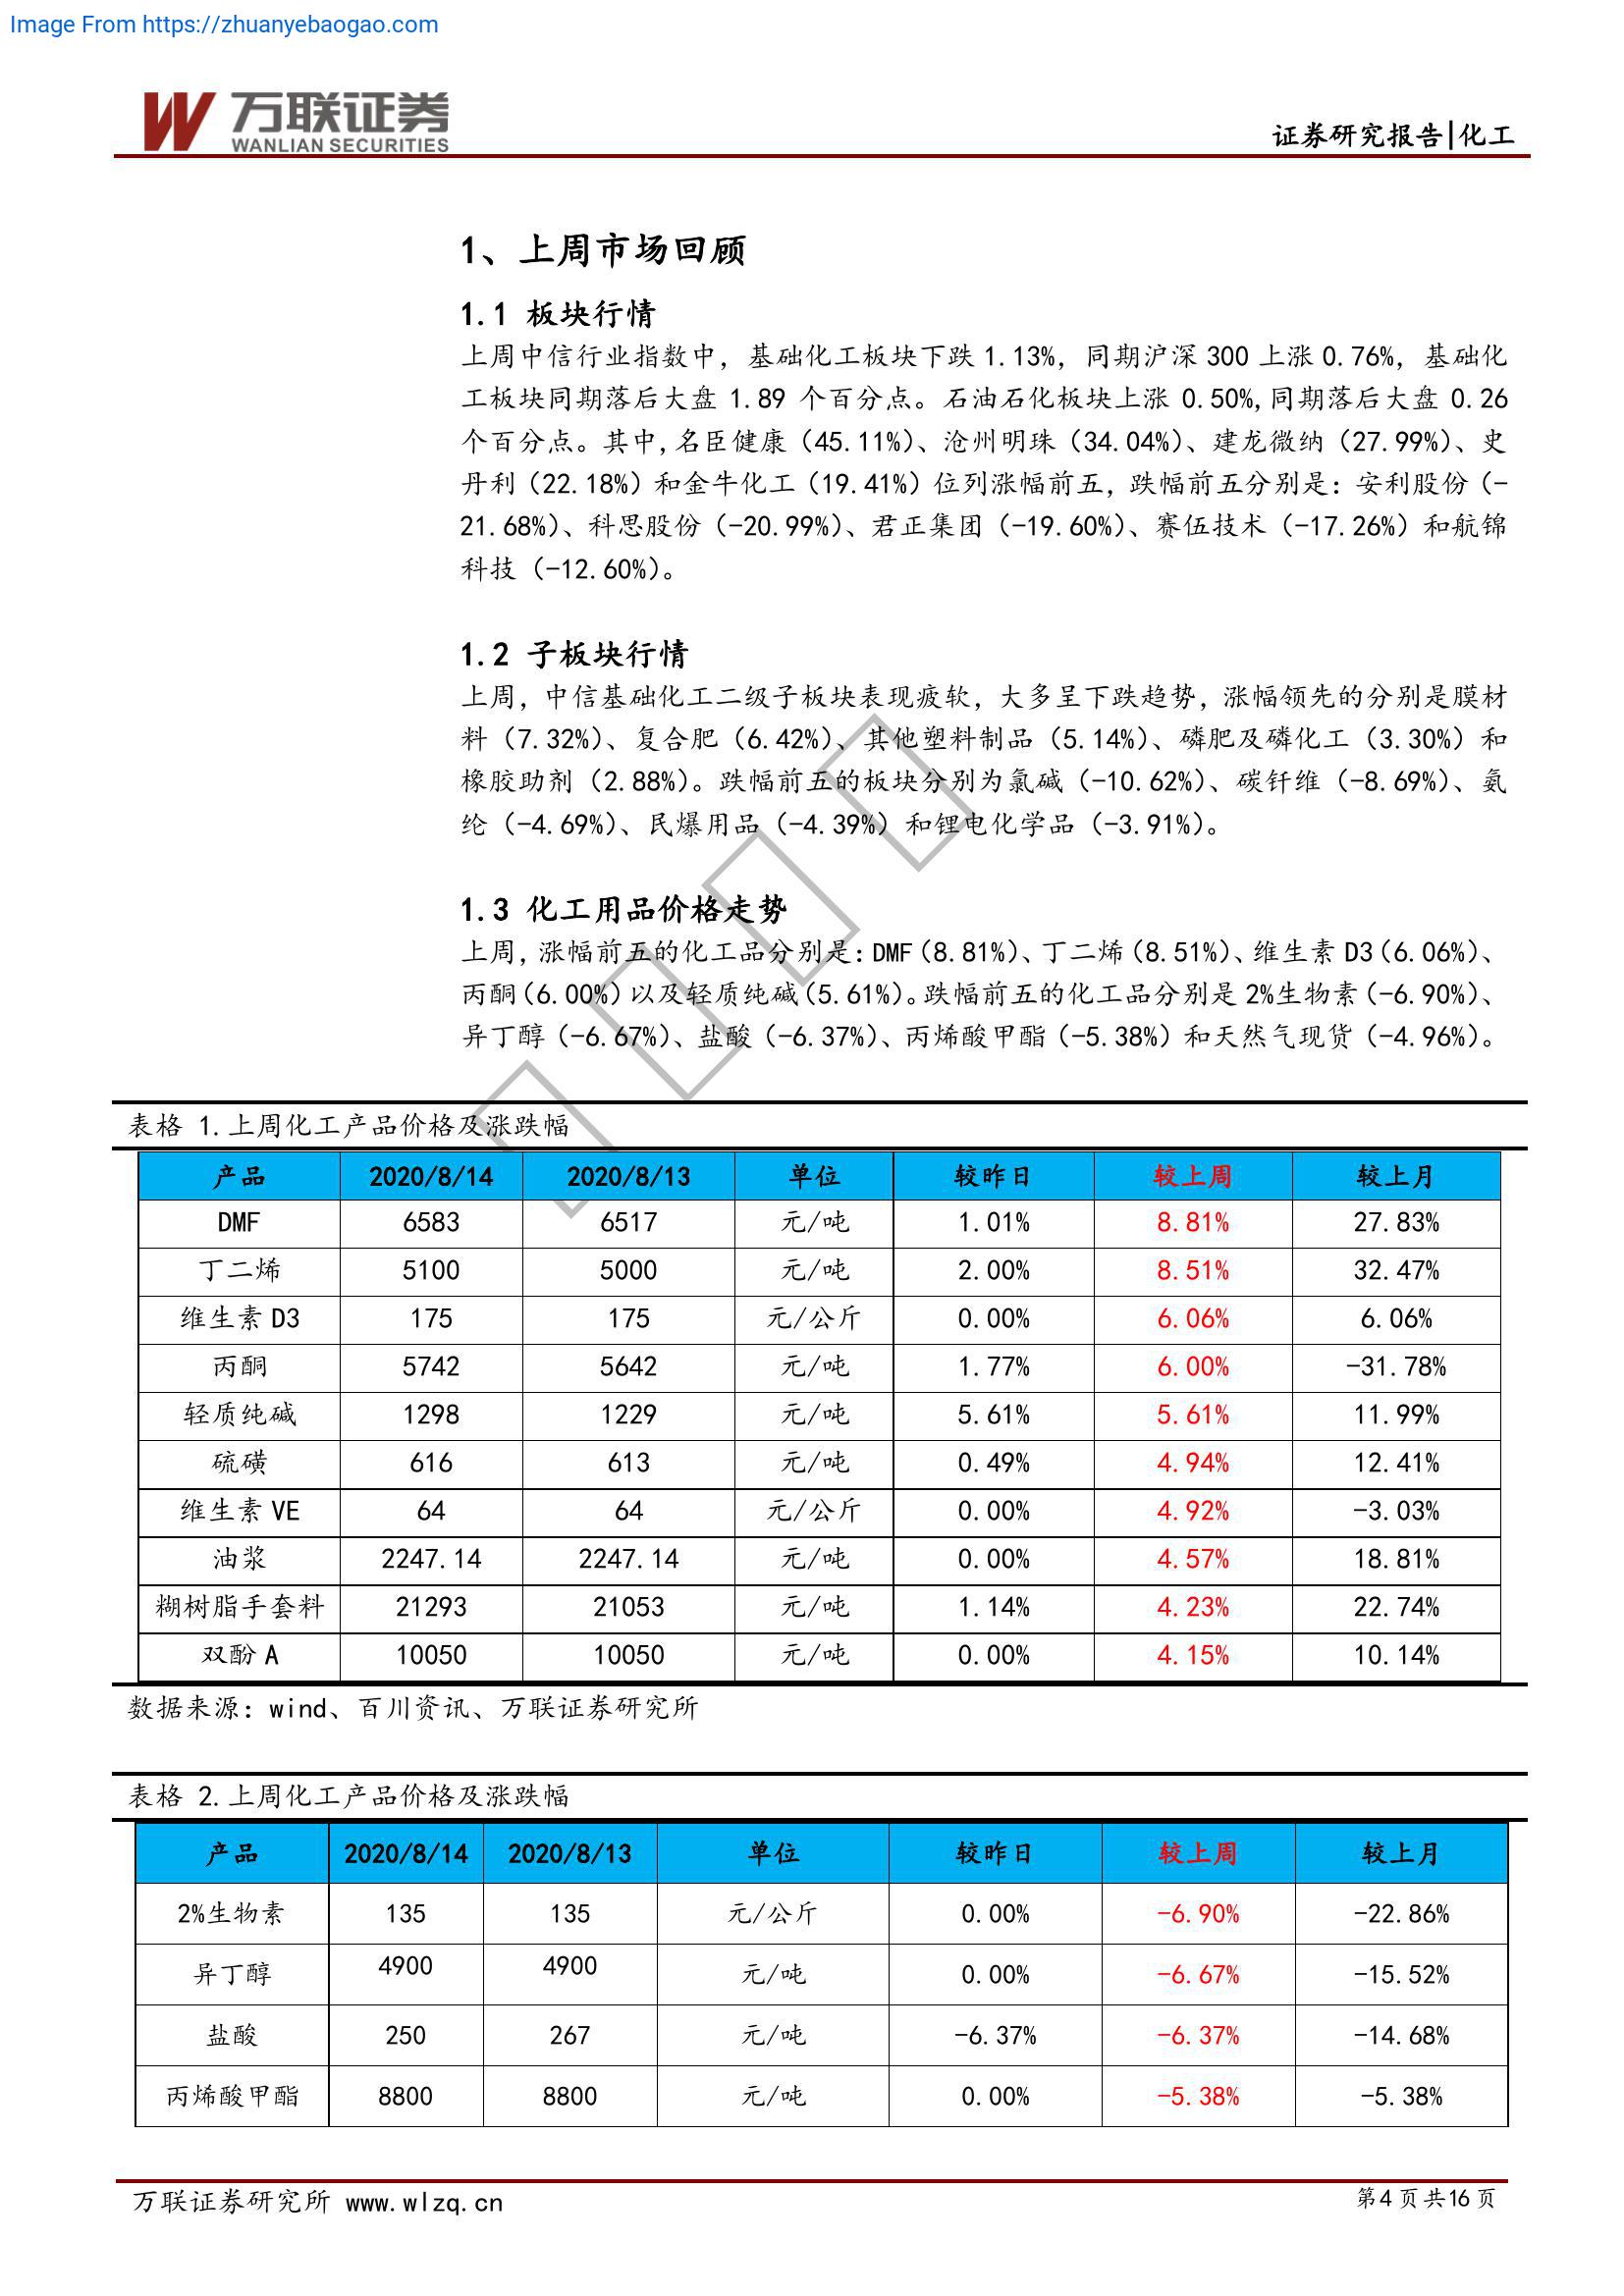 Image From https://zhuanyebaogao.com
万联证券
WANLIAN SECURITIES
证券研究报告|化工
1、上周市场回顾
1.1 板块行情
上周中信行业指数中，基础化工板块下跌 1.13%，同期沪深 300 上涨 0.76%，基础化
工板块同期落后大盘 1.89 个百分点。石油石化板块上涨 0.50%,同期落后大盘 0.26
个百分点。其中,名臣健康（45.11%）、沧州明珠（34.04%）、建龙微纳（27.99%）、史
丹利（22.18%）和金牛化工（19.41%）位列涨幅前五，跌幅前五分别是：安利股份（-
21.68%）、科思股份（-20.99%）、君正集团（-19.60%）、赛伍技术（-17.26%）和航锦
科技（-12.60%）。
1.2 子板块行情
上周，中信基础化工二级子板块表现疲软，大多呈下跌趋势，涨幅领先的分别是膜材
料（7.32%）、复合肥（6.42%）、其他塑料制品（5.14%）、磷肥及磷化工（3.30%）和
橡胶助剂（2.88%）。跌幅前五的板块分别为氯碱（-10.62%）、碳钎维（-8.69%）、氨
纶（-4.69%）、民爆用品（-4.39%）和锂电化学品（-3.91%）。
1.3 化工用品价格走势
上周，涨幅前五的化工品分别是：DMF（8.81%）、丁二烯（8.51%）、维生素 D3（6.06%）、
丙酮（6.00%）以及轻质纯碱（5.61%）。跌幅前五的化工品分别是 2%生物素（-6.90%）、
异丁醇（-6.67%）、盐酸（-6.37%）、丙烯酸甲酯（-5.38%）和天然气现货（-4.96%）。
表格 1.上周化工产品价格及涨跌幅
产品 2020/8/14 2020/8/13 单位 较昨日 较上周 较上月
DMF 6583 6517 元/吨 1.01% 8.81% 27.83%
丁二烯 5100 5000 元/吨 2.00% 8.51% 32.47%
维生素 D3 175 175 元/公斤 0.00% 6.06% 6.06%
丙酮 5742 5642 元/吨 1.77% 6.00% -31.78%
轻质纯碱 1298 1229 元/吨 5.61% 5.61% 11.99%
硫磺 616 613 元/吨 0.49% 4.94% 12.41%
维生素 VE 64 64 元/公斤 0.00% 4.92% -3.03%
油浆 2247.14 2247.14 元/吨 0.00% 4.57% 18.81%
糊树脂手套料 21293 21053 元/吨 1.14% 4.23% 22.74%
双酚 A 10050 10050 元/吨 0.00% 4.15% 10.14%
数据来源：wind、百川资讯、万联证券研究所
表格 2.上周化工产品价格及涨跌幅
产品 2020/8/14 2020/8/13 单位 较昨日 较上周 较上月
2%生物素 135 135 元/公斤 0.00% -6.90% -22.86%
异丁醇 4900 4900 元/吨 0.00% -6.67% -15.52%
盐酸 250 267 元/吨 -6.37% -6.37% -14.68%
丙烯酸甲酯 8800 8800 元/吨 0.00% -5.38% -5.38%
万联证券研究所 www.wlzq.cn
第4页共16页